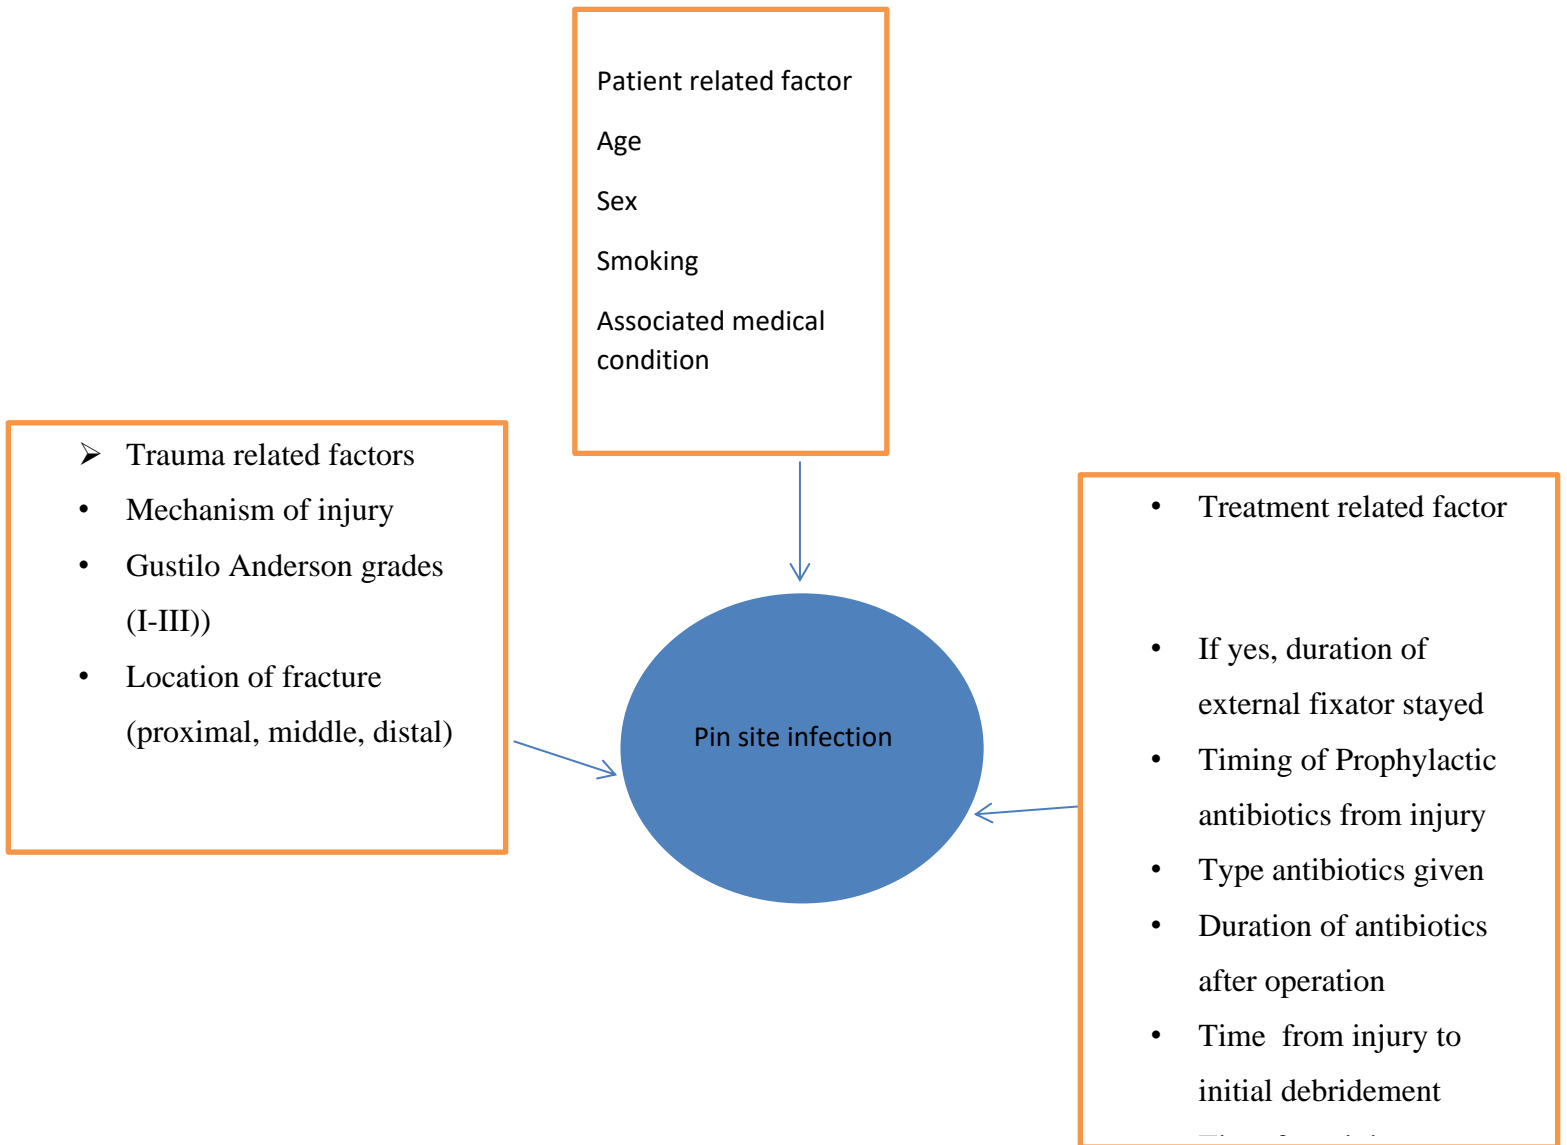 Patient related factor
Age
Sex
Smoking
Associated medical
condition
➢ Trauma related factors
• Mechanism of injury
• Gustilo Anderson grades
(I-III))
• Location of fracture
(proximal, middle, distal)
Pin site infection
• Treatment related factor
• If yes, duration of
external fixator stayed
• Timing of Prophylactic
antibiotics from injury
• Type antibiotics given
• Duration of antibiotics
after operation
• Time from injury to
initial debridement